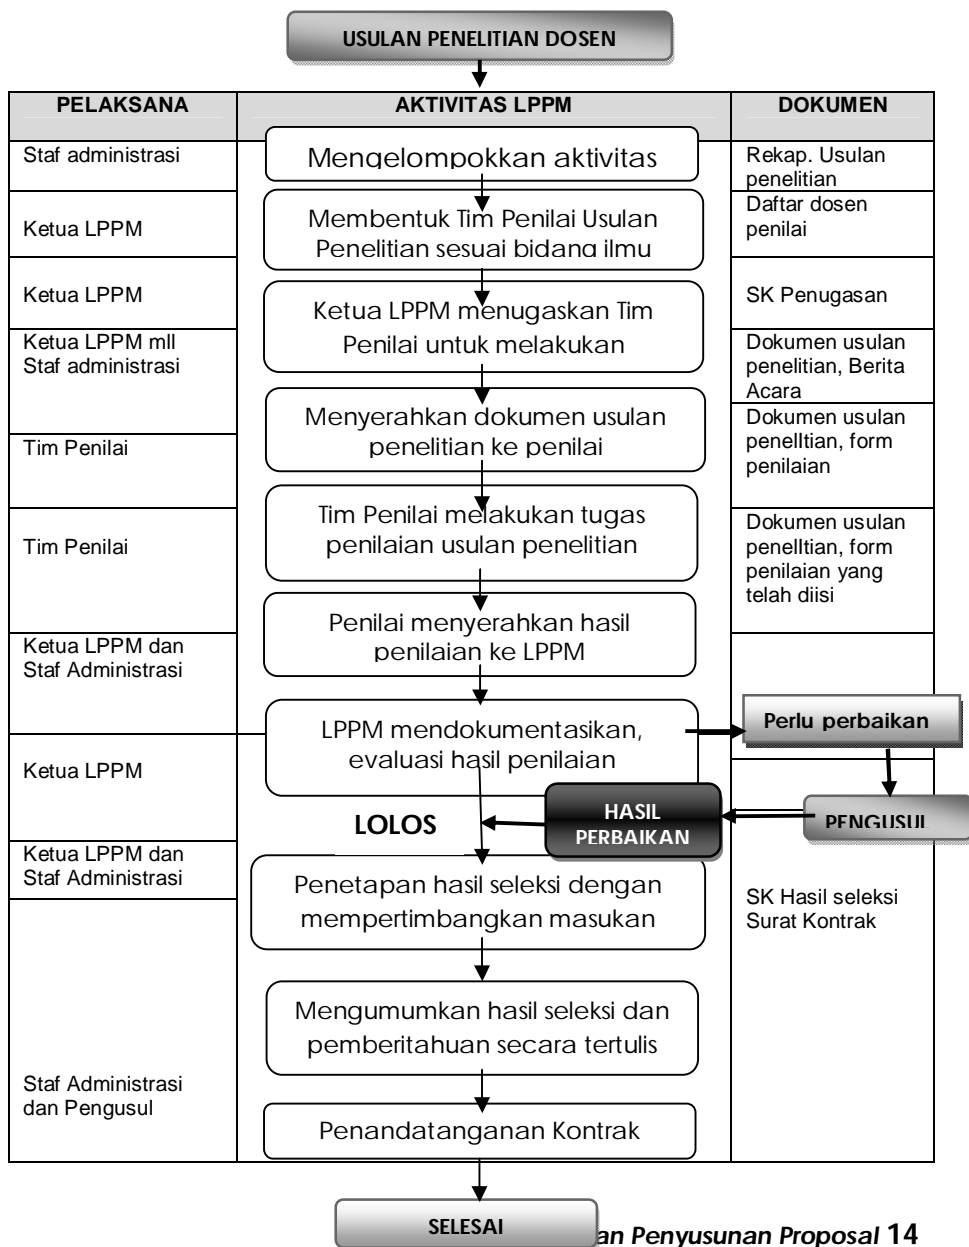 USULAN PENELITIAN DOSEN
PELAKSANA
AKTIVITAS LPPM
DOKUMEN
Staf administrasi
Mengelompokkan aktivitas
Rekap. Usulan
penelitian
Ketua LPPM
Membentuk Tim Penilai Usulan
Penelitian sesuai bidang ilmu
Daftar dosen
penilai
Ketua LPPM
Ketua LPPM menugaskan Tim
Penilai untuk melakukan
SK Penugasan
Ketua LPPM mll
Staf administrasi
Menyerahkan dokumen usulan
penelitian ke penilai
Dokumen usulan
penelitian, Berita
Acara
Tim Penilai
Tim Penilai melakukan tugas
penilaian usulan penelitian
Dokumen usulan
penelItian, form
penilaian
Tim Penilai
Penilai menyerahkan hasil
penilaian ke LPPM
Dokumen usulan
penelItian, form
penilaian yang
telah diisi
Ketua LPPM dan
Staf Administrasi
LPPM mendokumentasikan,
evaluasi hasil penilaian
Perlu perbaikan
Ketua LPPM
LOLOS
HASIL
PERBAIKAN
PENGUSUL
Ketua LPPM dan
Staf Administrasi
Penetapan hasil seleksi dengan
mempertimbangkan masukan
SK Hasil seleksi
Surat Kontrak
Mengumumkan hasil seleksi dan
pemberitahuan secara tertulis
Staf Administrasi
dan Pengusul
Penandatanganan Kontrak
SELESAI
an Penyusunan Proposal 14